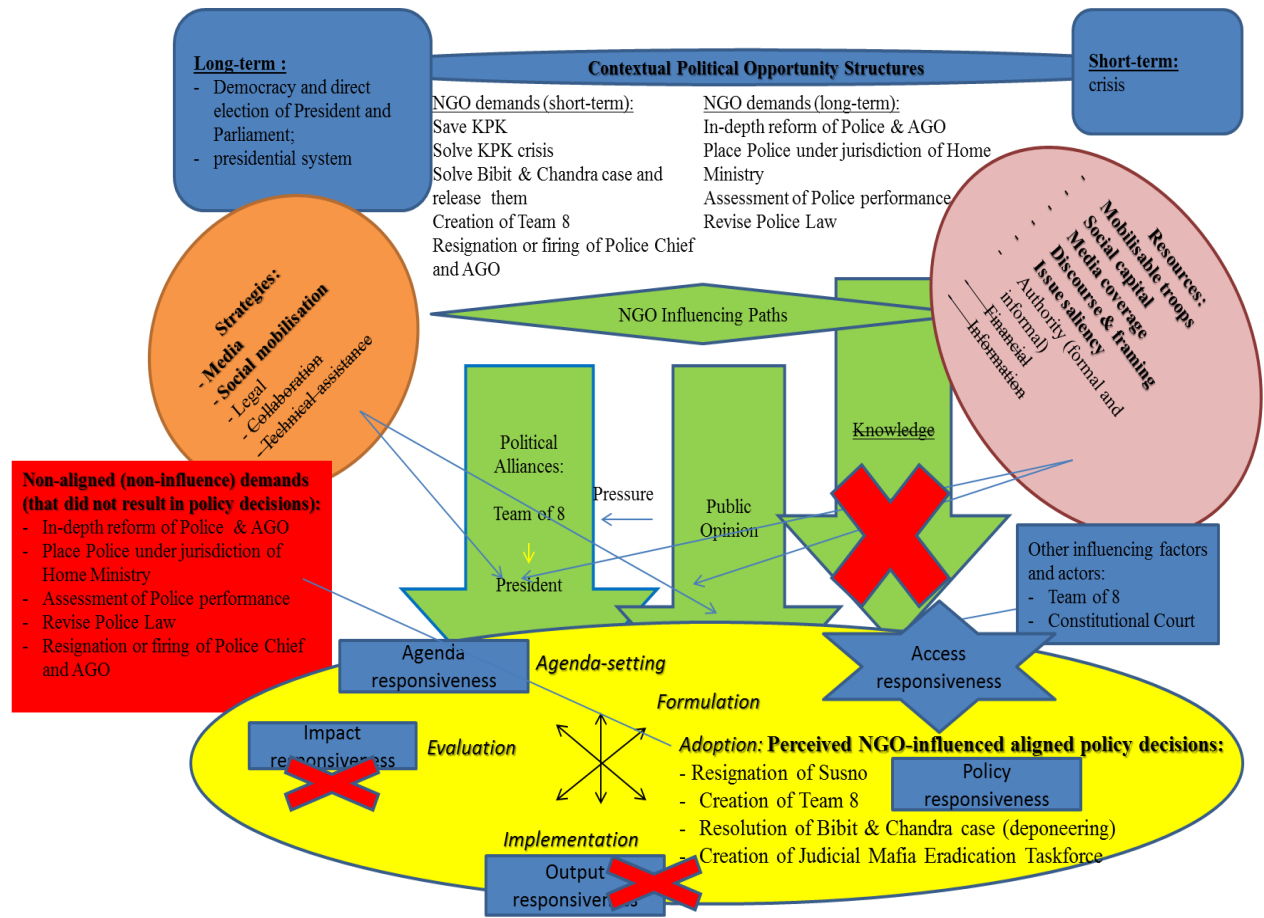 Long-term :
- Democracy and direct
election of President and
Parliament;
- presidential system
Contextual Political Opportunity Structures
Short-term:
crisis
NGO demands (short-term):
Save KPK
Solve KPK crisis
Solve Bibit & Chandra case and
release them
Creation of Team 8
Resignation or firing of Police Chief
and AGO
NGO demands (long-term):
In-depth reform of Police & AGO
Place Police under jurisdiction of Home
Ministry
Assessment of Police performance
Revise Police Law
Strategies:
- Media
- Social mobilisation
- Legal
- Collaboration
- Technical assistance
Resources:
- Mobilisable trops
- Social capital
- Media coverage
- Discourse & framing
- Issue saliency
- Authority (formal and
informal)
- Financial
- Information
NGO Influencing Paths
Political
Alliances:
Team of 8
President
Pressure
Public
Opinion
Knowledge
Non-aligned (non-influence) demands
(that did not result in policy decisions):
- In-depth reform of Police & AGO
- Place Police under jurisdiction of
Home Ministry
- Assessment of Police performance
- Revise Police Law
- Resignation or firing of Police Chief
and AGO
Other influencing factors
and actors:
- Team of 8
- Constitutional Court
Agenda
responsiveness
Agenda-setting
Access
responsiveness
Formulation
Impact
responsiveness
Evaluation
Adoption: Perceived NGO-influenced aligned policy decisions:
- Resignation of Susno
- Creation of Team 8
- Resolution of Bibit & Chandra case (deponeering)
- Creation of Judicial Mafia Eradication Taskforce
Policy
responsiveness
Implementation
Output
responsiveness